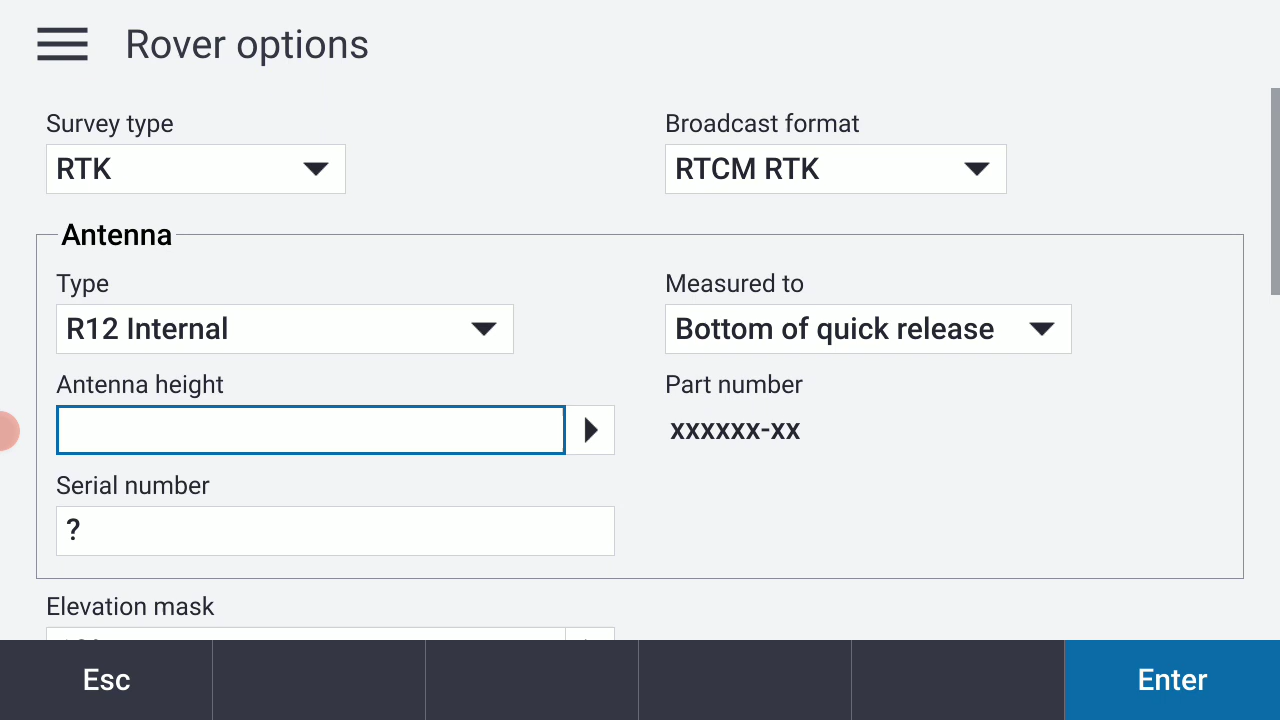 Rover options
Survey type
Broadcast format
RTK
RTCM RTK
Antenna
Type
Measured to
R12 Internal
Bottom of quick release
Antenna height
Part number
xxxxxx-xx
Serial number
?
Elevation mask
Esc
Enter